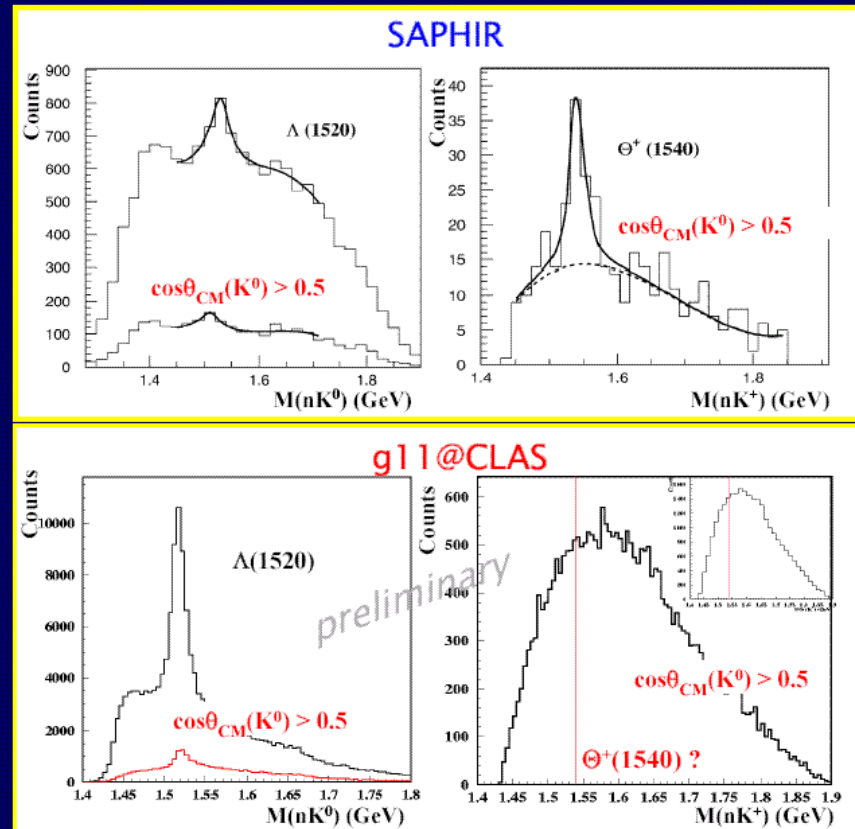 SAPHIR
Counts
900
800
700
600
500
400
300
200
100
0
Λ (1520)
cosθCM(K⁰) > 0.5
1.4 1.6 1.8
M(nK⁰) (GeV)
Counts
40
35
30
25
20
15
10
5
0
Θ⁺ (1540)
cosθCM(K⁰) > 0.5
1.4 1.6 1.8
M(nK⁺) (GeV)
g11@CLAS
Counts
10000
8000
6000
4000
2000
0
Λ(1520)
cosθCM(K⁰) > 0.5
1.4 1.45 1.5 1.55 1.6 1.65 1.7 1.75 1.8
M(nK⁰) (GeV)
preliminary
Counts
600
500
400
300
200
100
0
cosθCM(K⁰) > 0.5
Θ⁺(1540) ?
1.4 1.45 1.5 1.55 1.6 1.65 1.7 1.75 1.8 1.85 1.9
M(nK⁺) (GeV)